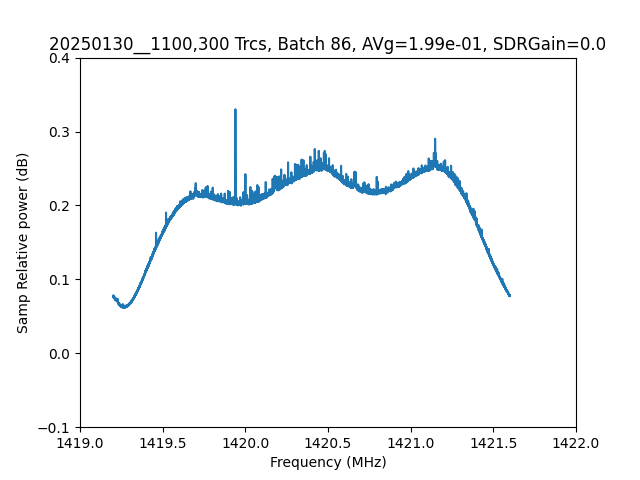 20250130__1100,300 Trcs, Batch 86, AVg=1.99e-01, SDRGain=0.0
0.4
0.3
0.2
0.1
0.0
−0.1
Samp Relative power (dB)
1419.0 1419.5 1420.0 1420.5 1421.0 1421.5 1422.0
Frequency (MHz)